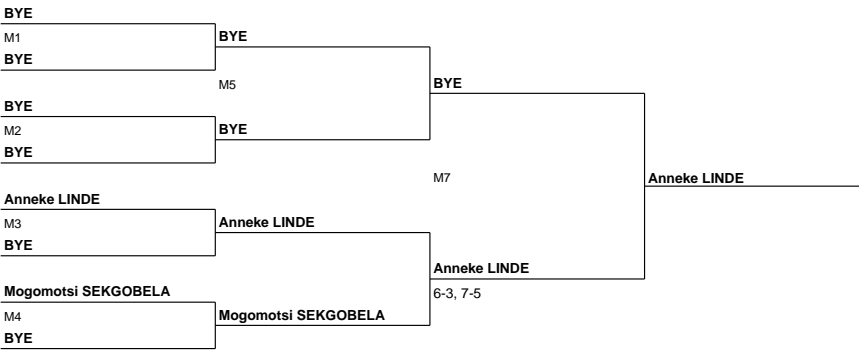 BYE
M1
BYE
BYE
M5
BYE
M2
BYE
BYE
BYE
M7
Anneke LINDE
M3
BYE
Anneke LINDE
Mogomotsi SEKGOBELA
M4
BYE
Mogomotsi SEKGOBELA
Anneke LINDE
6-3, 7-5
Anneke LINDE